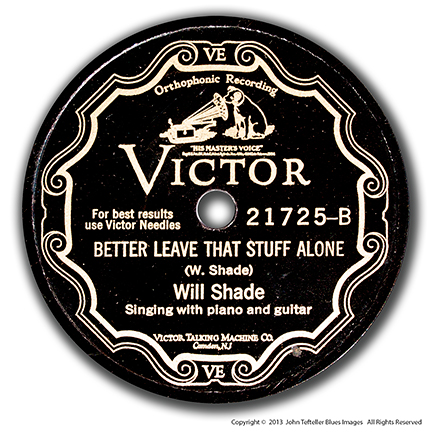 VE
Orthophonic Recording
"HIS MASTER'S VOICE"
VICTOR
For best results
use Victor Needles
21725-B
BETTER LEAVE THAT STUFF ALONE
(W. Shade)
Will Shade
Singing with piano and guitar
VICTOR TALKING MACHINE CO.
Camden, N.J.
VE
Copyright © 2013 John Tefteller Blues Images All Rights Reserved